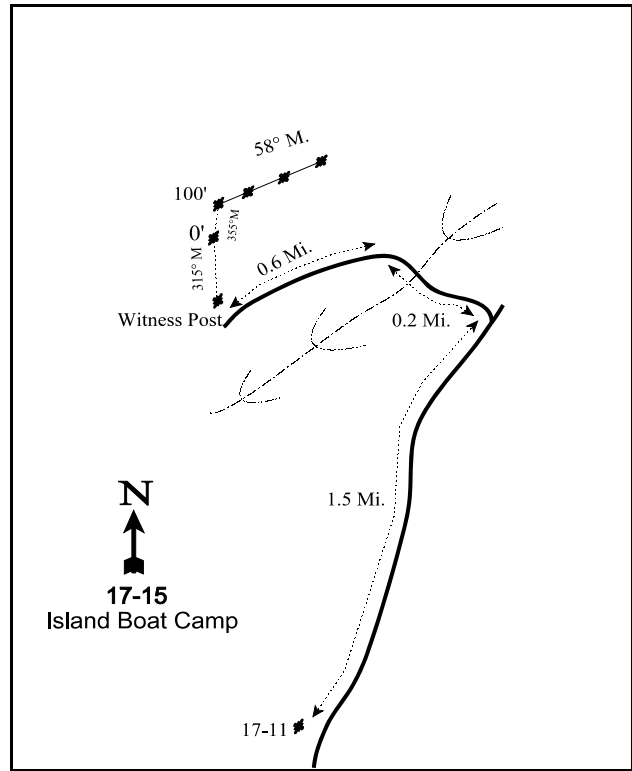 58° M.
100'
355°M
0'
315° M
0.6 Mi.
Witness Post
0.2 Mi.
1.5 Mi.
N
17-15
Island Boat Camp
17-11